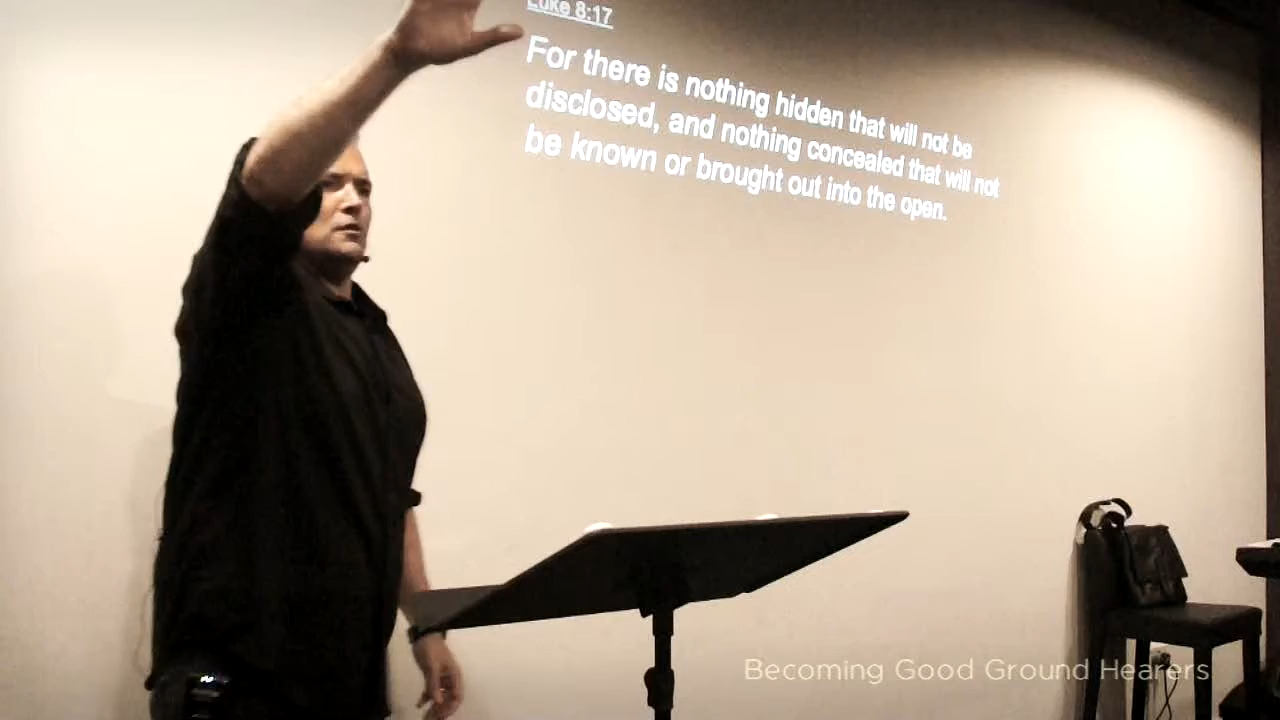 Luke 8:17
For there is nothing hidden that will not be
disclosed, and nothing concealed that will not
be known or brought out into the open.
Becoming Good Ground Hearers